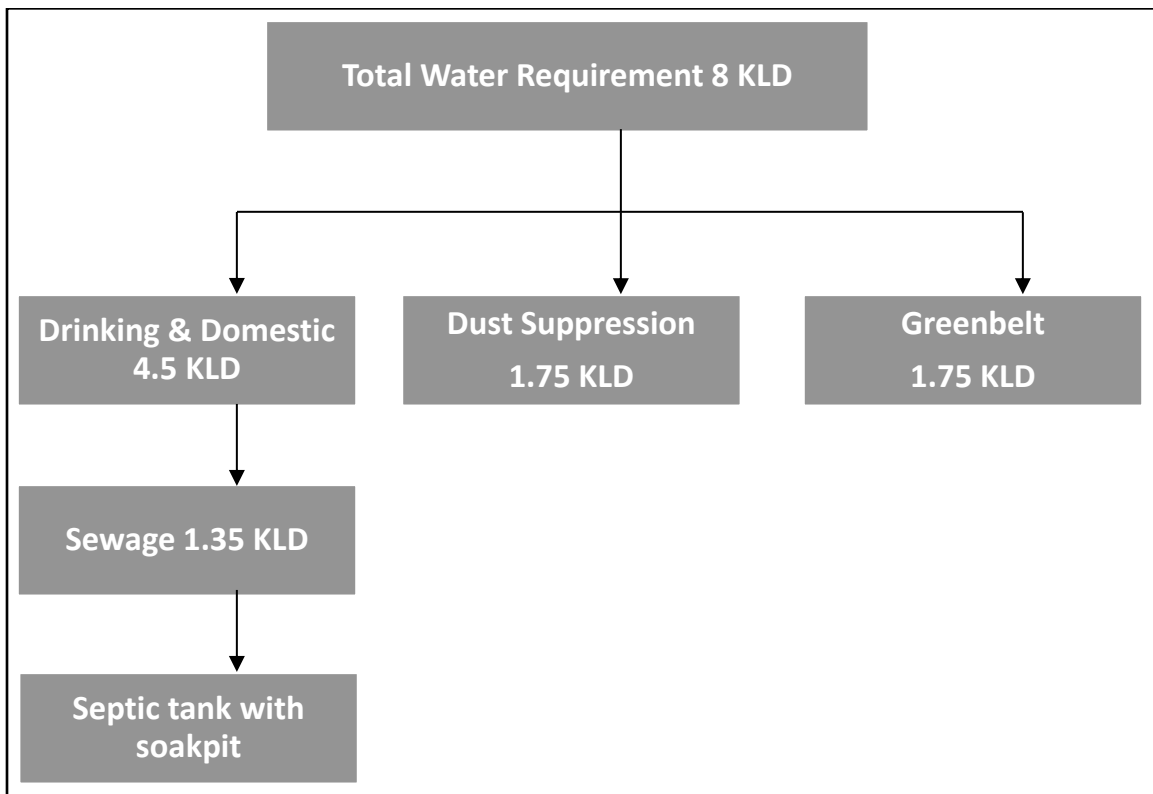 Total Water Requirement 8 KLD
Drinking & Domestic
4.5 KLD
Dust Suppression
1.75 KLD
Greenbelt
1.75 KLD
Sewage 1.35 KLD
Septic tank with
soakpit